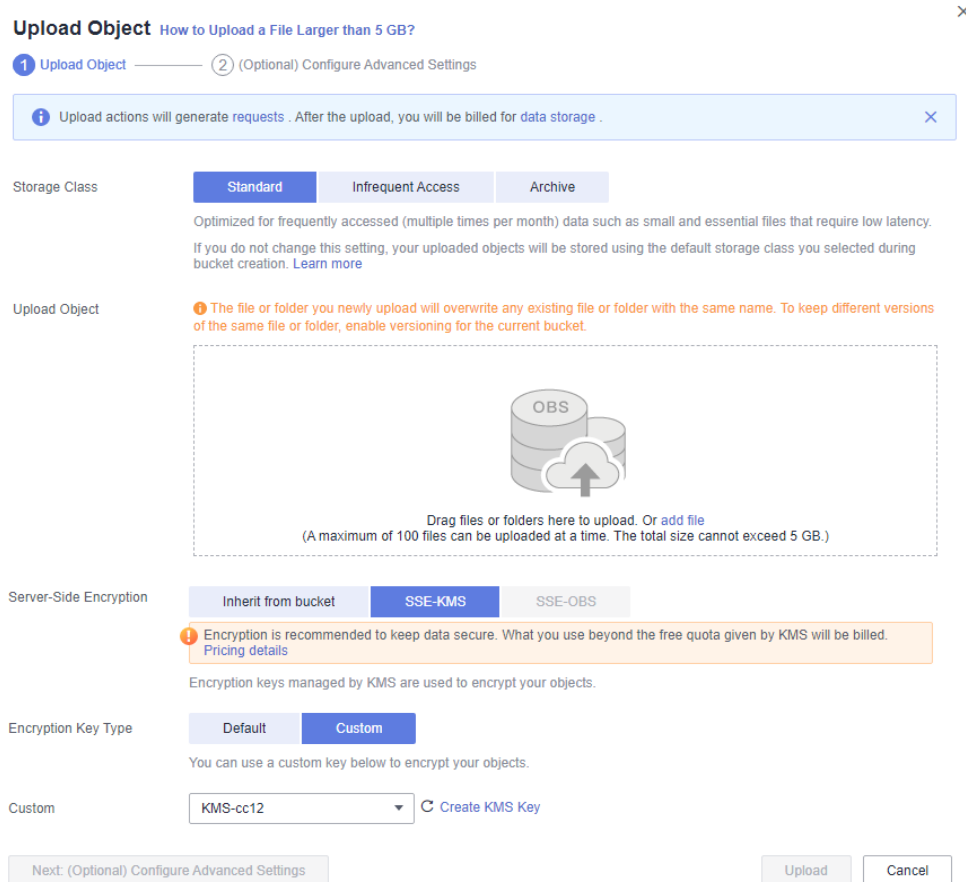 Upload Object How to Upload a File Larger than 5 GB?
1 Upload Object 2 (Optional) Configure Advanced Settings
Upload actions will generate requests . After the upload, you will be billed for data storage .
Storage Class Standard Infrequent Access Archive
Optimized for frequently accessed (multiple times per month) data such as small and essential files that require low latency.
If you do not change this setting, your uploaded objects will be stored using the default storage class you selected during
bucket creation. Learn more
Upload Object The file or folder you newly upload will overwrite any existing file or folder with the same name. To keep different versions
of the same file or folder, enable versioning for the current bucket.
OBS
Drag files or folders here to upload. Or add file
(A maximum of 100 files can be uploaded at a time. The total size cannot exceed 5 GB.)
Server-Side Encryption Inherit from bucket SSE-KMS SSE-OBS
Encryption is recommended to keep data secure. What you use beyond the free quota given by KMS will be billed.
Pricing details
Encryption keys managed by KMS are used to encrypt your objects.
Encryption Key Type Default Custom
You can use a custom key below to encrypt your objects.
Custom KMS-cc12 Create KMS Key
Next: (Optional) Configure Advanced Settings Upload Cancel